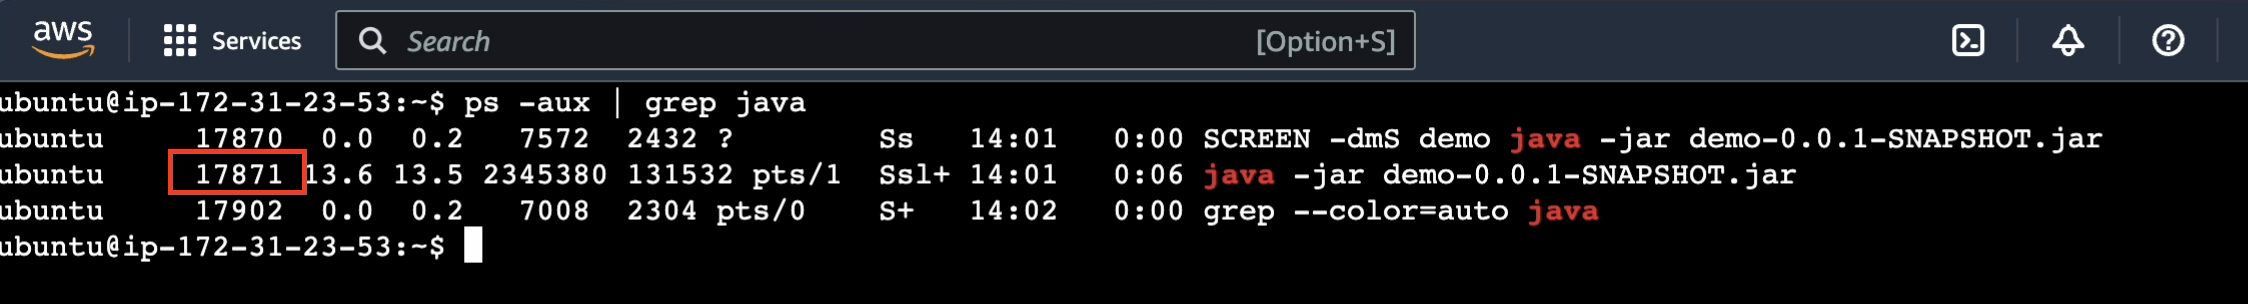 aws Services Search [Option+S]
ubuntu@ip-172-31-23-53:~$ ps -aux | grep java
ubuntu 17870 0.0 0.2 7572 2432 ? Ss 14:01 0:00 SCREEN -dmS demo java -jar demo-0.0.1-SNAPSHOT.jar
ubuntu 17871 13.6 13.5 2345380 131532 pts/1 Ssl+ 14:01 0:06 java -jar demo-0.0.1-SNAPSHOT.jar
ubuntu 17902 0.0 0.2 7008 2304 pts/0 S+ 14:02 0:00 grep --color=auto java
ubuntu@ip-172-31-23-53:~$